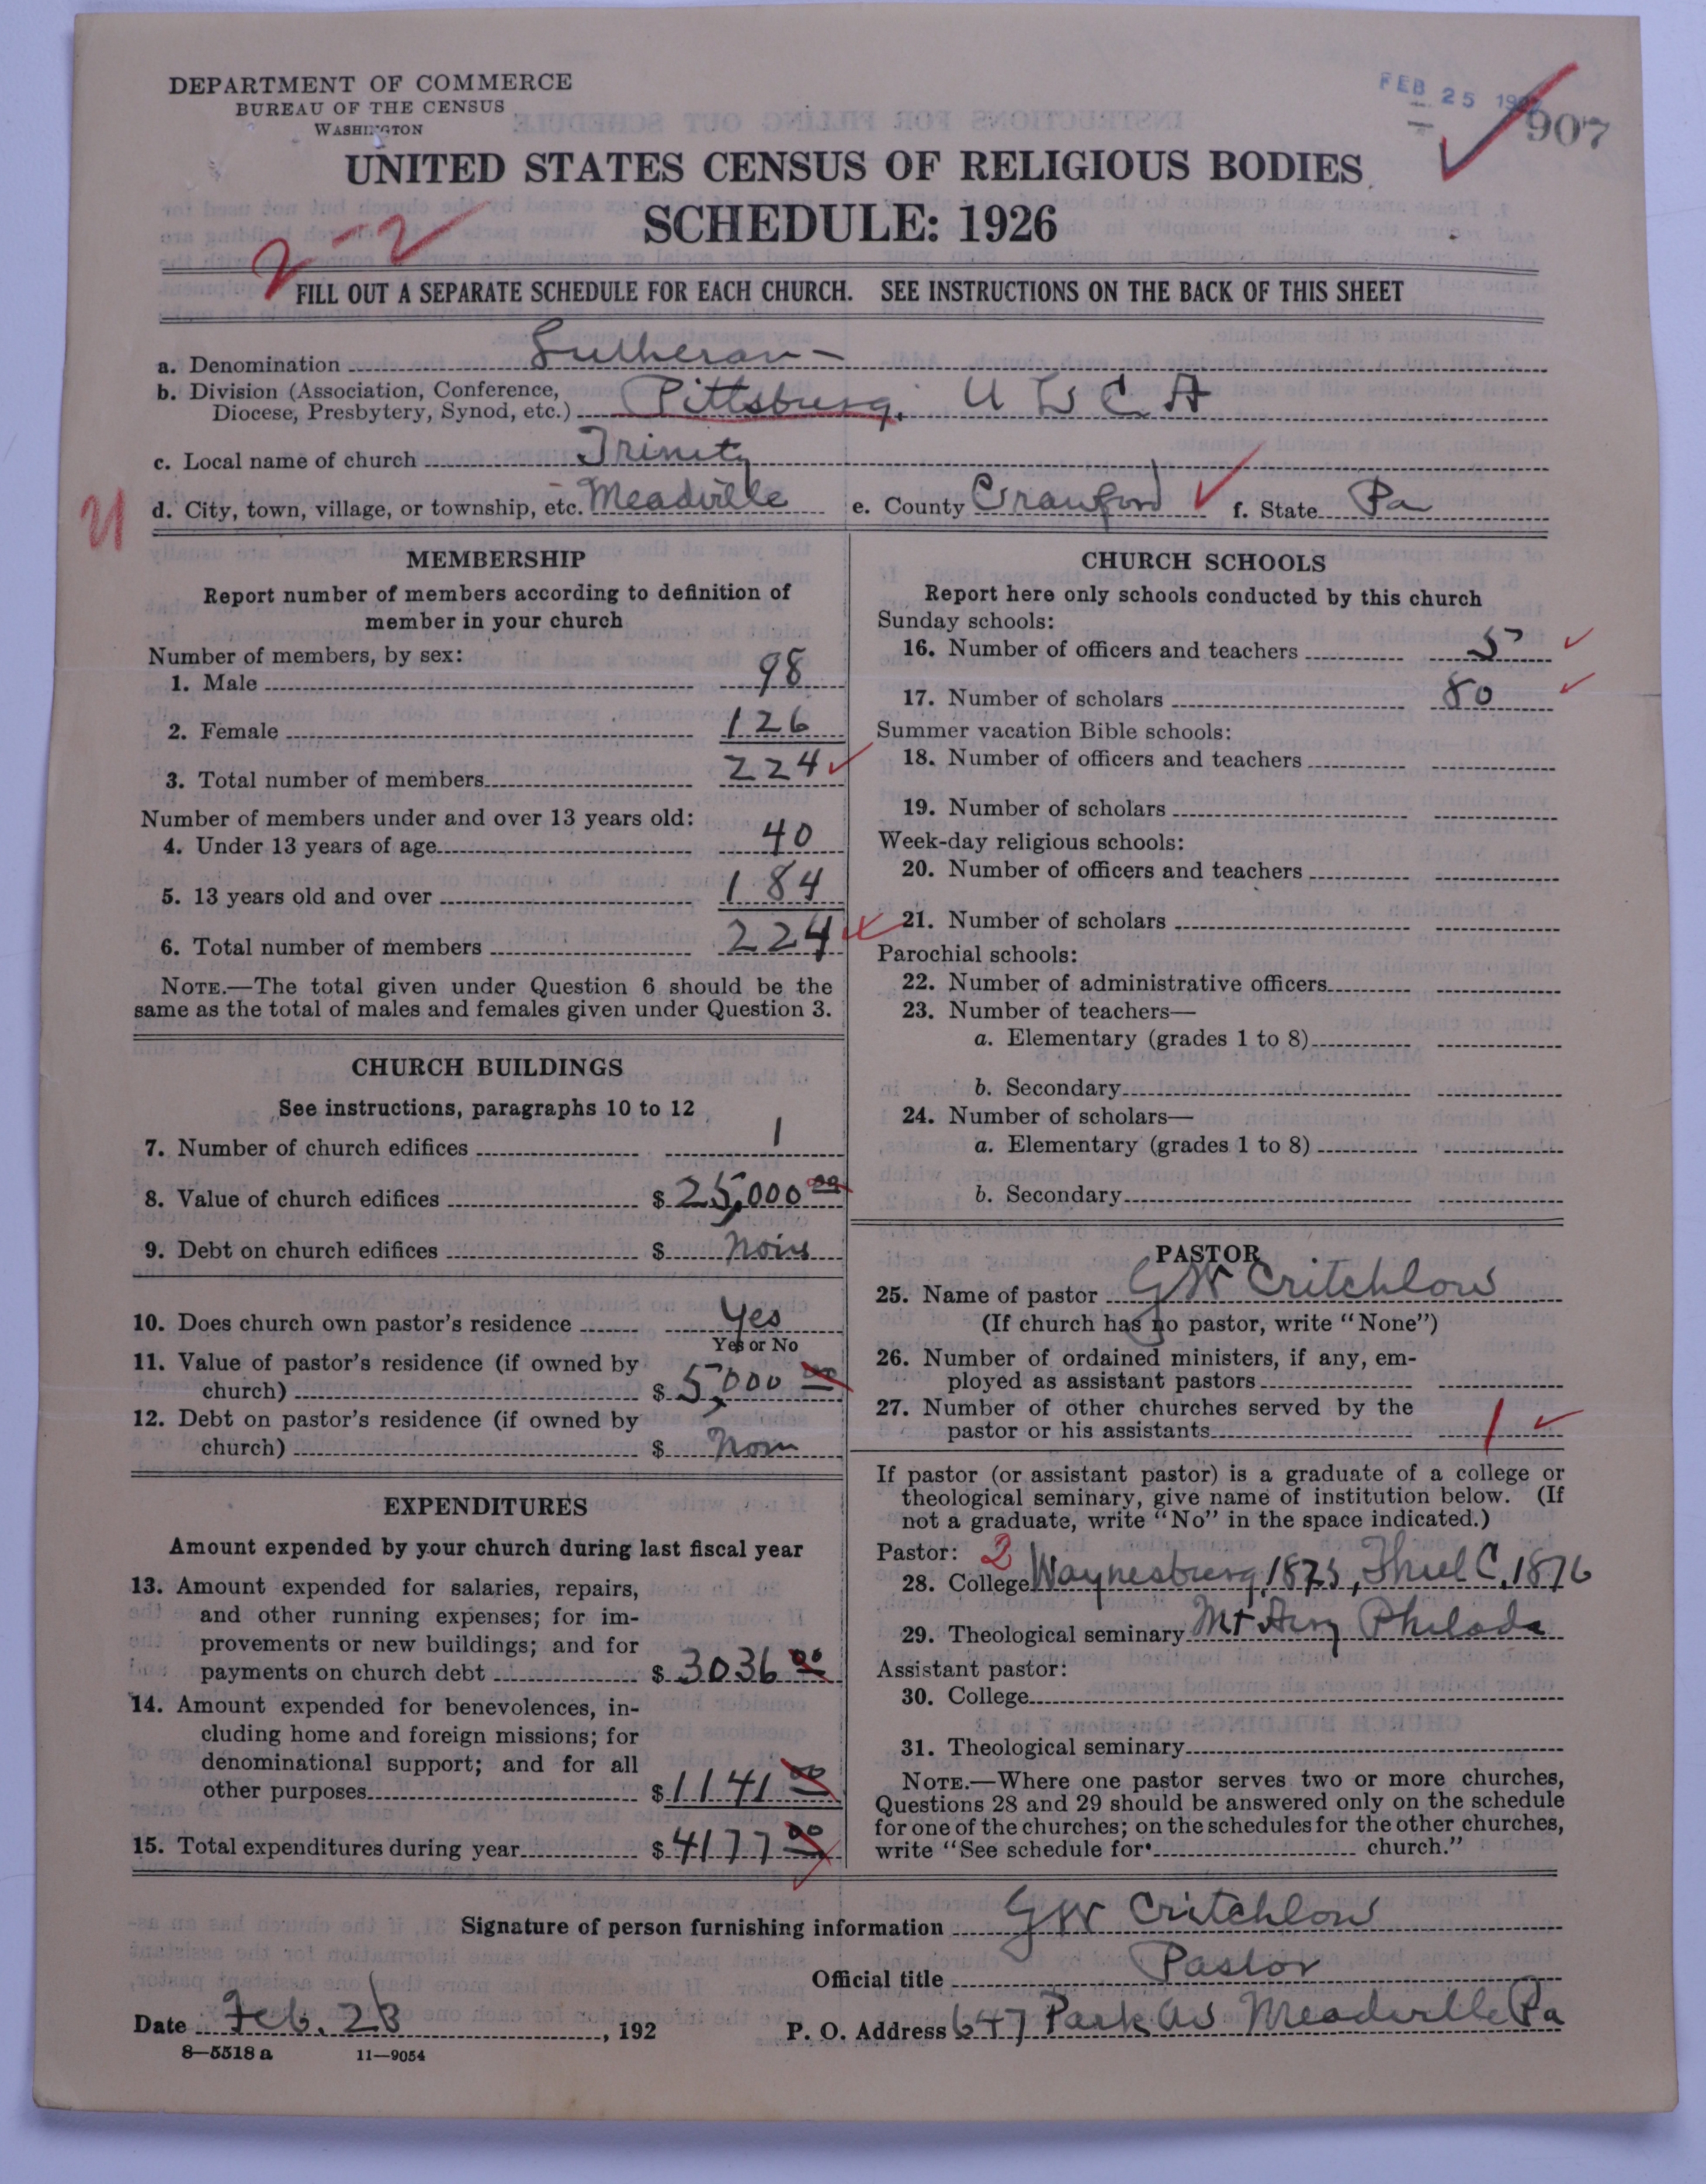 DEPARTMENT OF COMMERCE
BUREAU OF THE CENSUS
WASHINGTON
FEB 25 192
907
UNITED STATES CENSUS OF RELIGIOUS BODIES
SCHEDULE: 1926
2-2
FILL OUT A SEPARATE SCHEDULE FOR EACH CHURCH. SEE INSTRUCTIONS ON THE BACK OF THIS SHEET
a. Denomination Lutheran-
b. Division (Association, Conference,
Diocese, Presbytery, Synod, etc.) Pittsburg. U L C A
c. Local name of church Trinity
d. City, town, village, or township, etc. Meadville e. County Crawford f. State Pa
MEMBERSHIP
Report number of members according to definition of
member in your church
Number of members, by sex:
1. Male 98
2. Female 126
3. Total number of members 224
Number of members under and over 13 years old:
4. Under 13 years of age 40
5. 13 years old and over 184
6. Total number of members 224
NOTE.—The total given under Question 6 should be the
same as the total of males and females given under Question 3.
CHURCH BUILDINGS
See instructions, paragraphs 10 to 12
7. Number of church edifices 1
8. Value of church edifices $ 25,000 00
9. Debt on church edifices $
10. Does church own pastor's residence Yes
Yes or No
11. Value of pastor's residence (if owned by
church) $ 5,000 00
12. Debt on pastor's residence (if owned by
church) $
EXPENDITURES
Amount expended by your church during last fiscal year
13. Amount expended for salaries, repairs,
and other running expenses; for im-
provements or new buildings; and for
payments on church debt $ 3036 00
14. Amount expended for benevolences, in-
cluding home and foreign missions; for
denominational support; and for all
other purposes $ 1141 00
15. Total expenditures during year $ 4177 00
CHURCH SCHOOLS
Report here only schools conducted by this church
Sunday schools:
16. Number of officers and teachers 5
17. Number of scholars 80
Summer vacation Bible schools:
18. Number of officers and teachers
19. Number of scholars
Week-day religious schools:
20. Number of officers and teachers
21. Number of scholars
Parochial schools:
22. Number of administrative officers
23. Number of teachers—
a. Elementary (grades 1 to 8)
b. Secondary
24. Number of scholars—
a. Elementary (grades 1 to 8)
b. Secondary
PASTOR
25. Name of pastor G W Critchlow
(If church has no pastor, write "None")
26. Number of ordained ministers, if any, em-
ployed as assistant pastors
27. Number of other churches served by the
pastor or his assistants 1
If pastor (or assistant pastor) is a graduate of a college or
theological seminary, give name of institution below. (If
not a graduate, write "No" in the space indicated.)
Pastor: 2
28. College Waynesburg, 1875, Thiel C, 1876
29. Theological seminary Mt Airy Philada
Assistant pastor:
30. College
31. Theological seminary
NOTE.—Where one pastor serves two or more churches,
Questions 28 and 29 should be answered only on the schedule
for one of the churches; on the schedules for the other churches,
write "See schedule for church."
Signature of person furnishing information G W Critchlow
Official title Pastor
Date Feb. 23, 192 P. O. Address 647 Park Av Meadville Pa
8—5518 a 11—9054